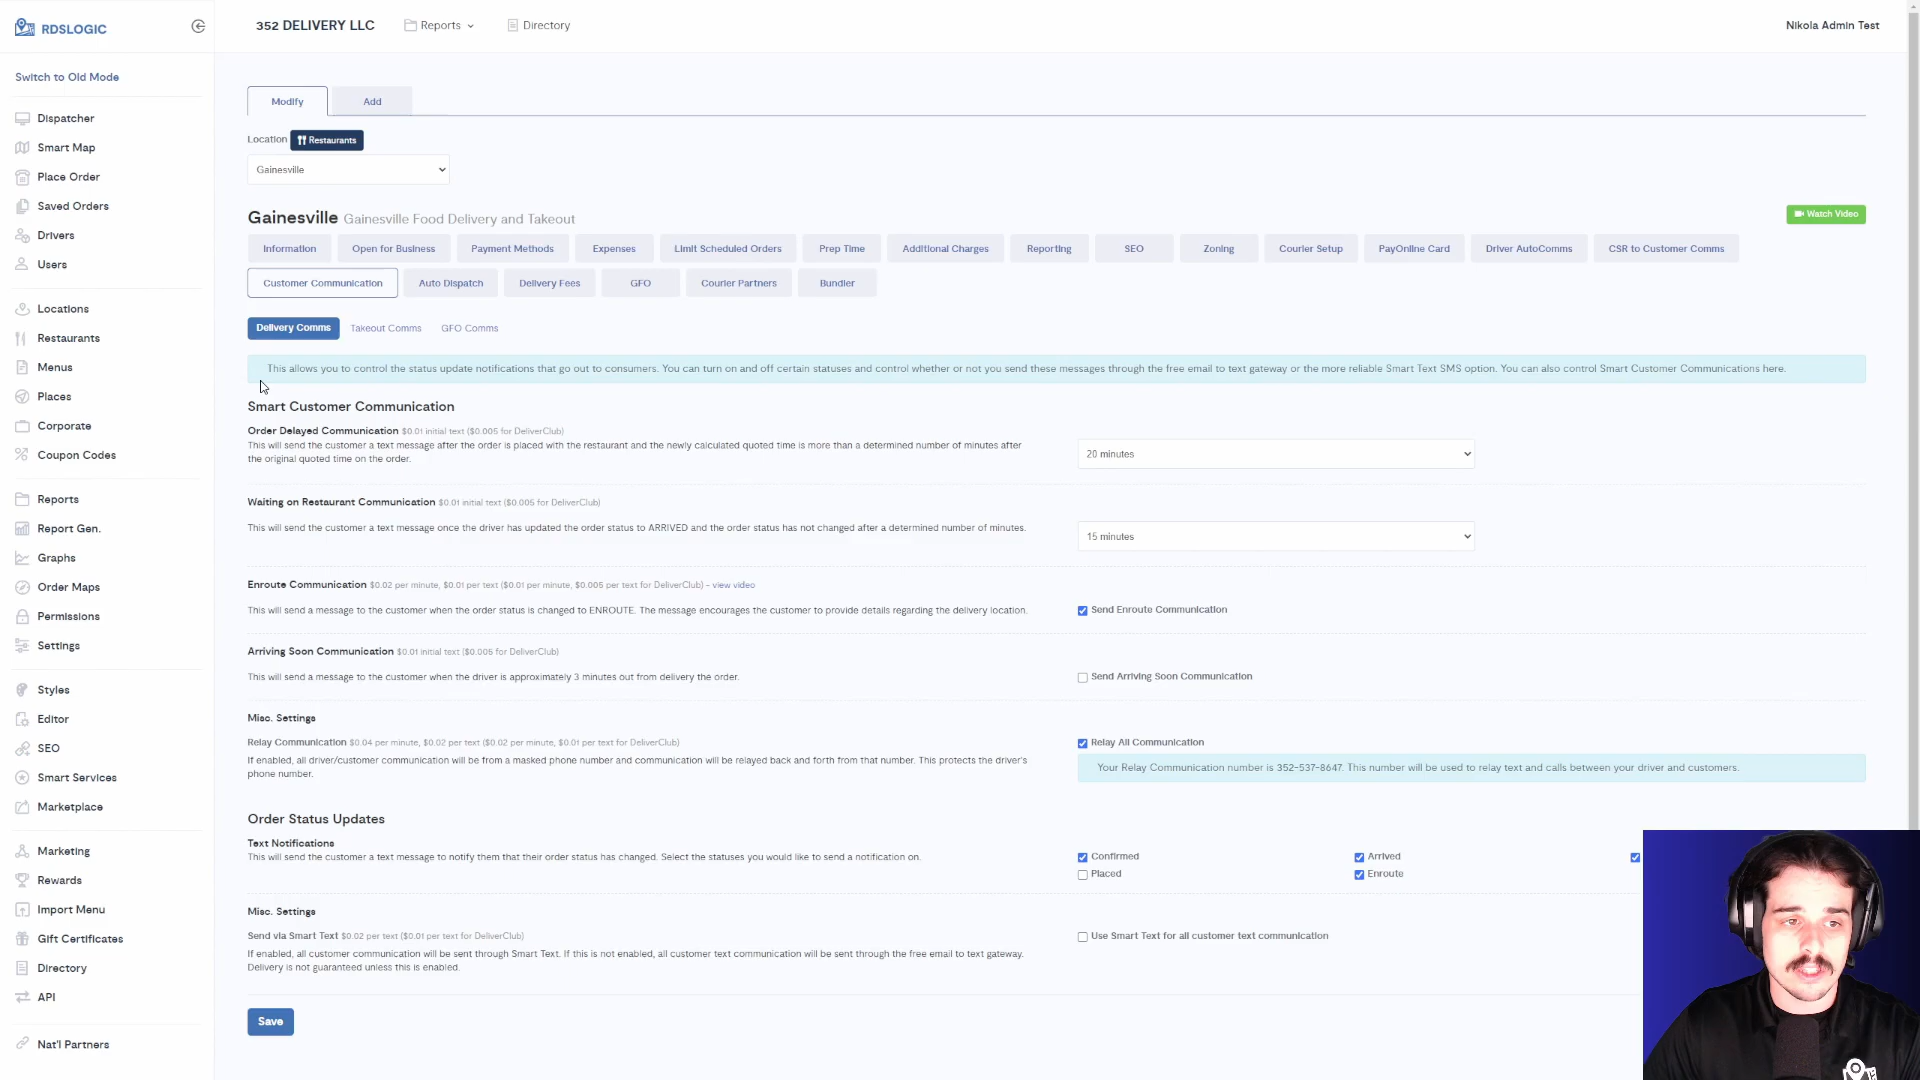 RDSLOGIC
352 DELIVERY LLC
Reports
Directory
Nikola Admin Test
Switch to Old Mode
Dispatcher
Smart Map
Place Order
Saved Orders
Drivers
Users
Locations
Restaurants
Menus
Places
Corporate
Coupon Codes
Reports
Report Gen.
Graphs
Order Maps
Permissions
Settings
Styles
Editor
SEO
Smart Services
Marketplace
Marketing
Rewards
Import Menu
Gift Certificates
Directory
API
Nat'l Partners
Modify
Add
Location Restaurants
Gainesville
Gainesville Gainesville Food Delivery and Takeout
Watch Video
Information
Open for Business
Payment Methods
Expenses
Limit Scheduled Orders
Prep Time
Additional Charges
Reporting
SEO
Zoning
Courier Setup
PayOnline Card
Driver AutoComms
CSR to Customer Comms
Customer Communication
Auto Dispatch
Delivery Fees
GFO
Courier Partners
Bundler
Delivery Comms
Takeout Comms
GFO Comms
This allows you to control the status update notifications that go out to consumers. You can turn on and off certain statuses and control whether or not you send these messages through the free email to text gateway or the more reliable Smart Text SMS option. You can also control Smart Customer Communications here.
Smart Customer Communication
Order Delayed Communication $0.01 initial text ($0.005 for DeliverClub)
This will send the customer a text message after the order is placed with the restaurant and the newly calculated quoted time is more than a determined number of minutes after
the original quoted time on the order.
20 minutes
Waiting on Restaurant Communication $0.01 initial text ($0.005 for DeliverClub)
This will send the customer a text message once the driver has updated the order status to ARRIVED and the order status has not changed after a determined number of minutes.
15 minutes
Enroute Communication $0.02 per minute, $0.01 per text ($0.01 per minute, $0.005 per text for DeliverClub) - view video
This will send a message to the customer when the order status is changed to ENROUTE. The message encourages the customer to provide details regarding the delivery location.
Send Enroute Communication
Arriving Soon Communication $0.01 initial text ($0.005 for DeliverClub)
This will send a message to the customer when the driver is approximately 3 minutes out from delivery the order.
Send Arriving Soon Communication
Misc. Settings
Relay Communication $0.04 per minute, $0.02 per text ($0.02 per minute, $0.01 per text for DeliverClub)
If enabled, all driver/customer communication will be from a masked phone number and communication will be relayed back and forth from that number. This protects the driver's
phone number.
Relay All Communication
Your Relay Communication number is 352-537-8647. This number will be used to relay text and calls between your driver and customers.
Order Status Updates
Text Notifications
This will send the customer a text message to notify them that their order status has changed. Select the statuses you would like to send a notification on.
Confirmed
Arrived
Placed
Enroute
Misc. Settings
Send via Smart Text $0.02 per text ($0.01 per text for DeliverClub)
If enabled, all customer communication will be sent through Smart Text. If this is not enabled, all customer text communication will be sent through the free email to text gateway.
Delivery is not guaranteed unless this is enabled.
Use Smart Text for all customer text communication
Save